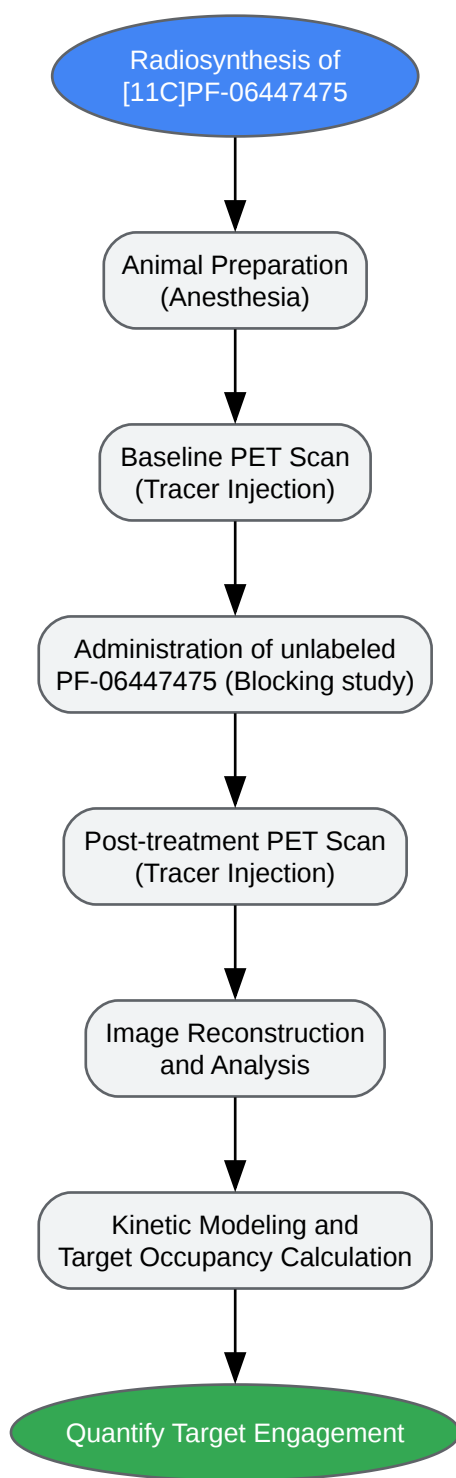 Radiosynthesis of
[11C]PF-06447475
Animal Preparation
(Anesthesia)
Baseline PET Scan
(Tracer Injection)
Administration of unlabeled
PF-06447475 (Blocking study)
Post-treatment PET Scan
(Tracer Injection)
Image Reconstruction
and Analysis
Kinetic Modeling and
Target Occupancy Calculation
Quantify Target Engagement